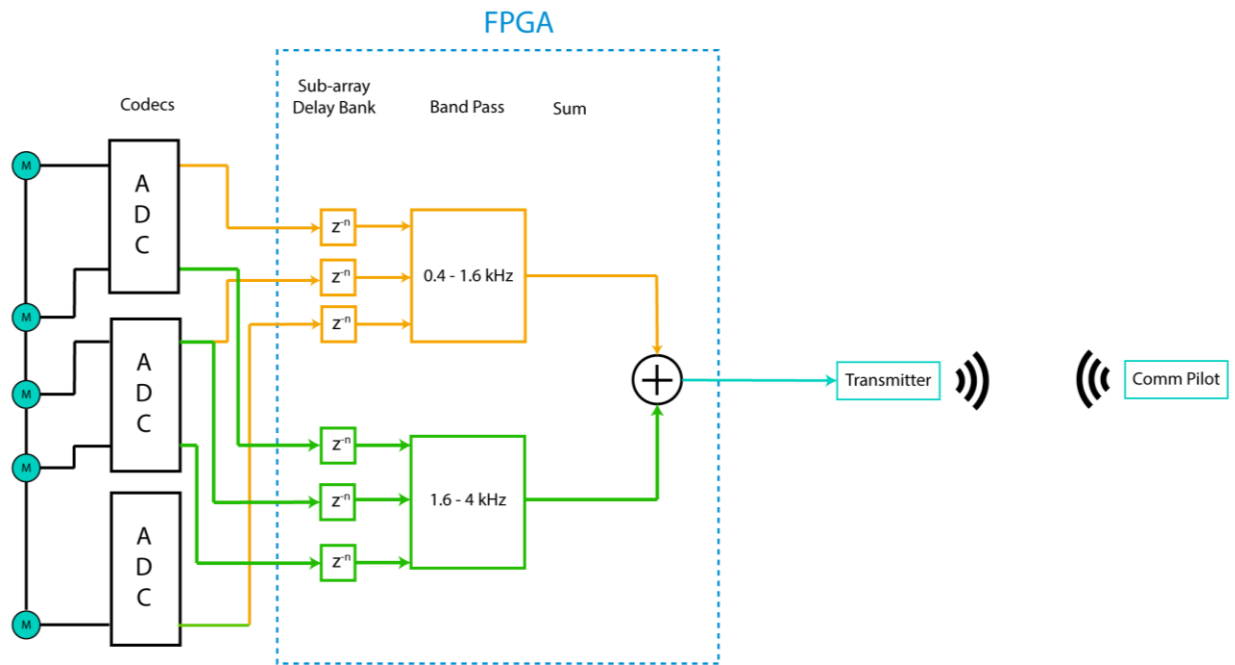 FPGA
Codecs
Sub-array
Delay Bank
Band Pass
Sum
M
M
M
M
M
A
D
C
A
D
C
A
D
C
z⁻ⁿ
z⁻ⁿ
z⁻ⁿ
0.4 - 1.6 kHz
z⁻ⁿ
z⁻ⁿ
z⁻ⁿ
1.6 - 4 kHz
+
Transmitter
Comm Pilot